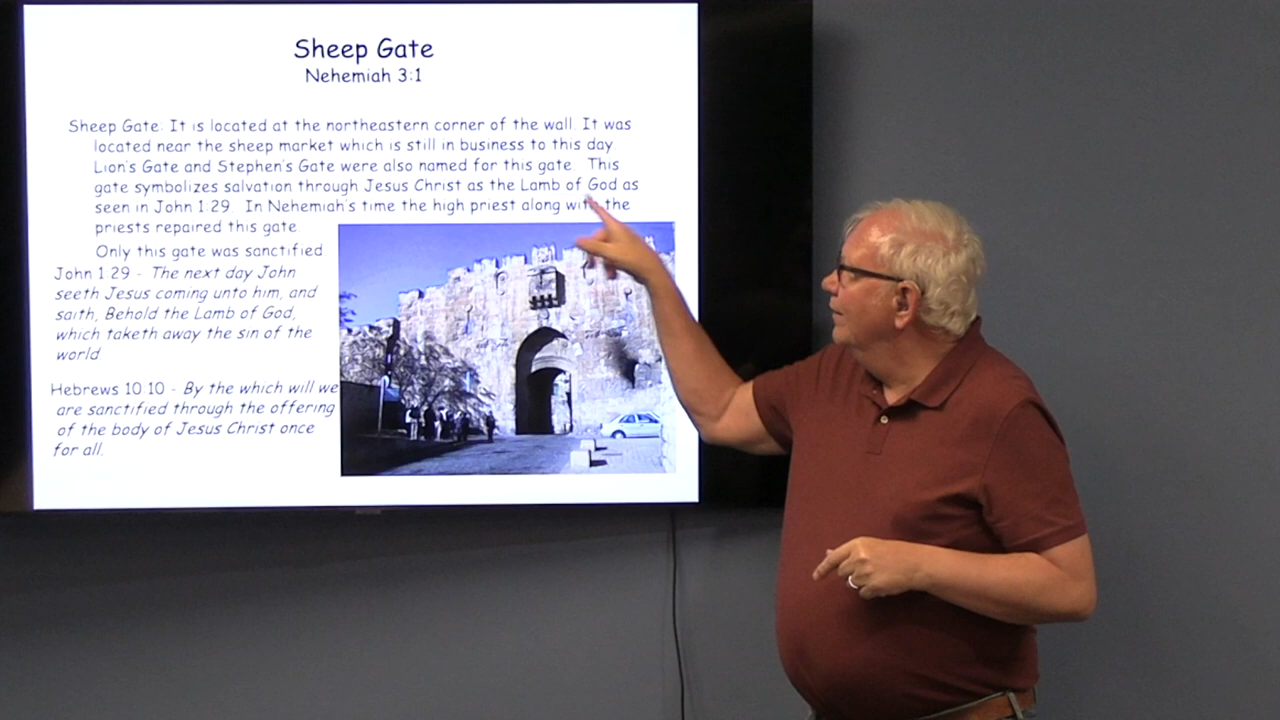 Sheep Gate
Nehemiah 3:1
Sheep Gate: It is located at the northeastern corner of the wall. It was
located near the sheep market which is still in business to this day.
Lion's Gate and Stephen's Gate were also named for this gate. This
gate symbolizes salvation through Jesus Christ as the Lamb of God as
seen in John 1:29. In Nehemiah's time the high priest along with the
priests repaired this gate.
Only this gate was sanctified.
John 1:29 - The next day John
seeth Jesus coming unto him, and
saith, Behold the Lamb of God,
which taketh away the sin of the
world.
Hebrews 10:10 - By the which will we
are sanctified through the offering
of the body of Jesus Christ once
for all.